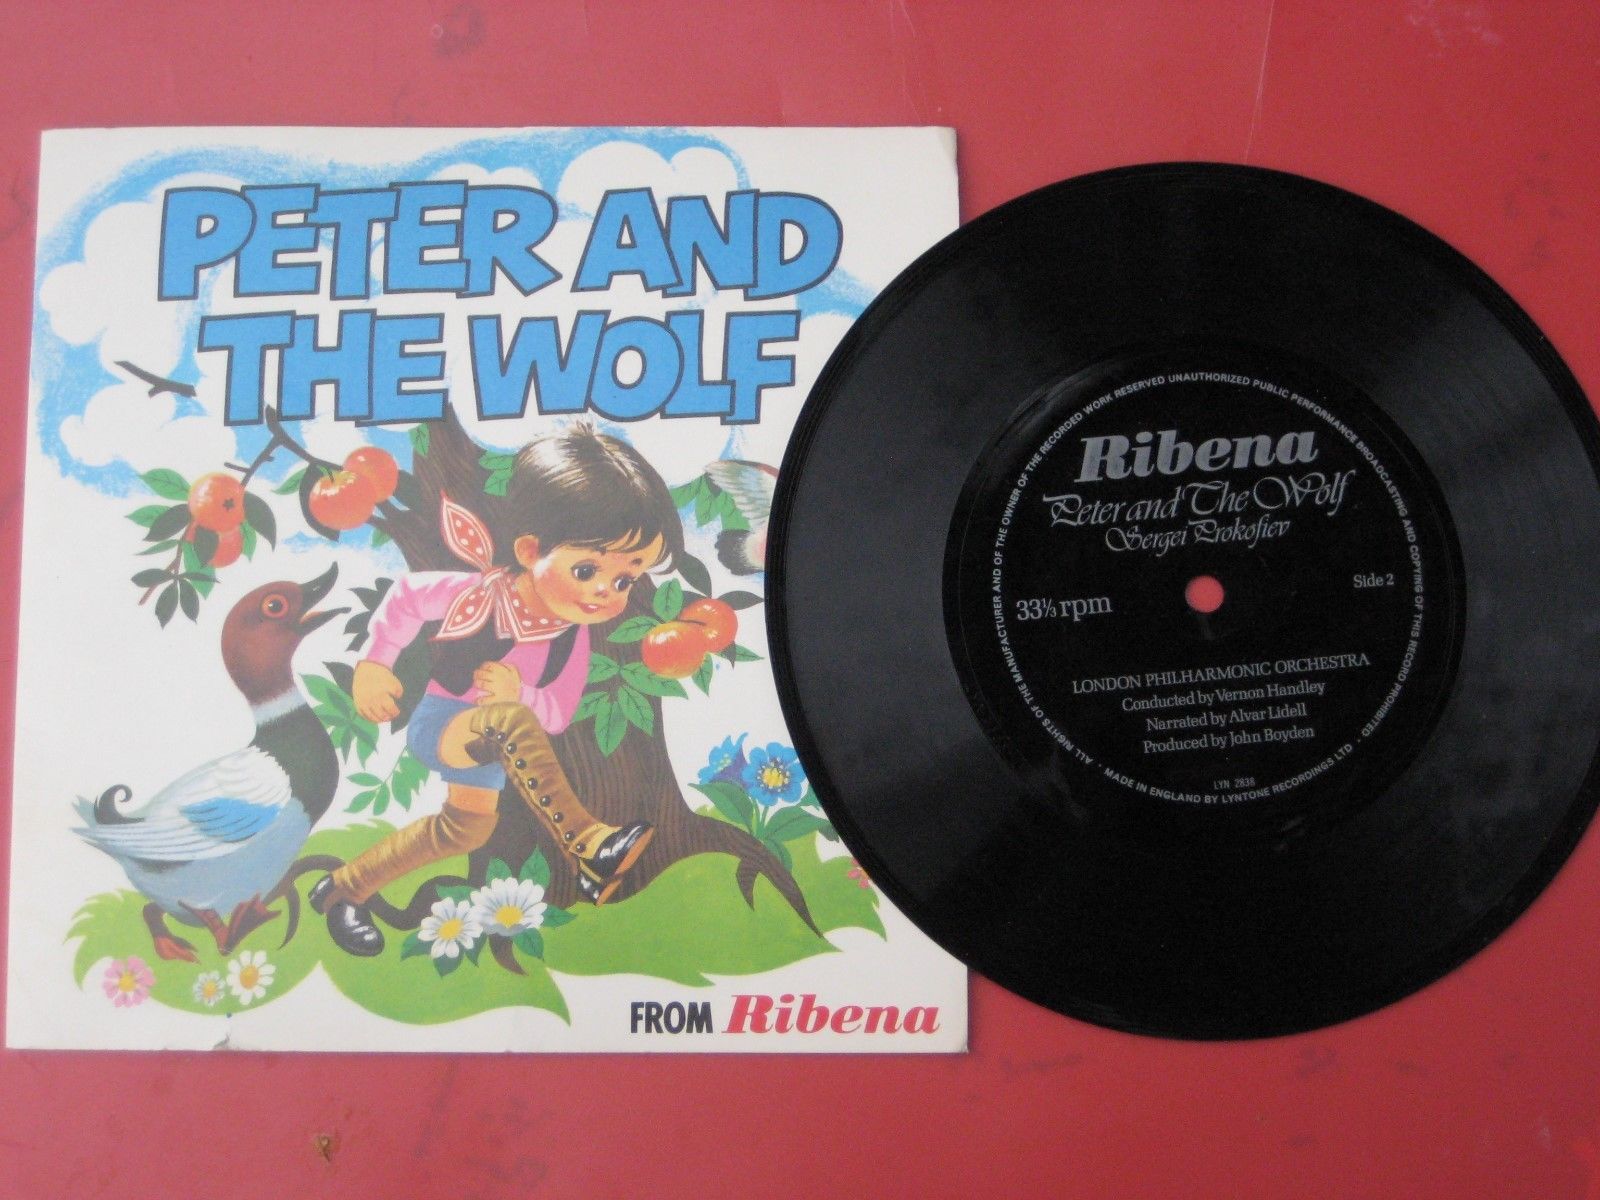 PETER AND
THE WOLF
FROM Ribena
ALL RIGHTS OF THE MANUFACTURER AND OF THE OWNER OF THE RECORDED WORK RESERVED UNAUTHORIZED PUBLIC PERFORMANCE BROADCASTING AND COPYING OF THIS RECORD PROHIBITED
Ribena
Peter and The Wolf
Sergei Prokofiev
Side 2
33⅓ rpm
LONDON PHILHARMONIC ORCHESTRA
Conducted by Vernon Handley
Narrated by Alvar Lidell
Produced by John Boyden
LYN 2838
· MADE IN ENGLAND BY LYNTONE RECORDINGS LTD ·